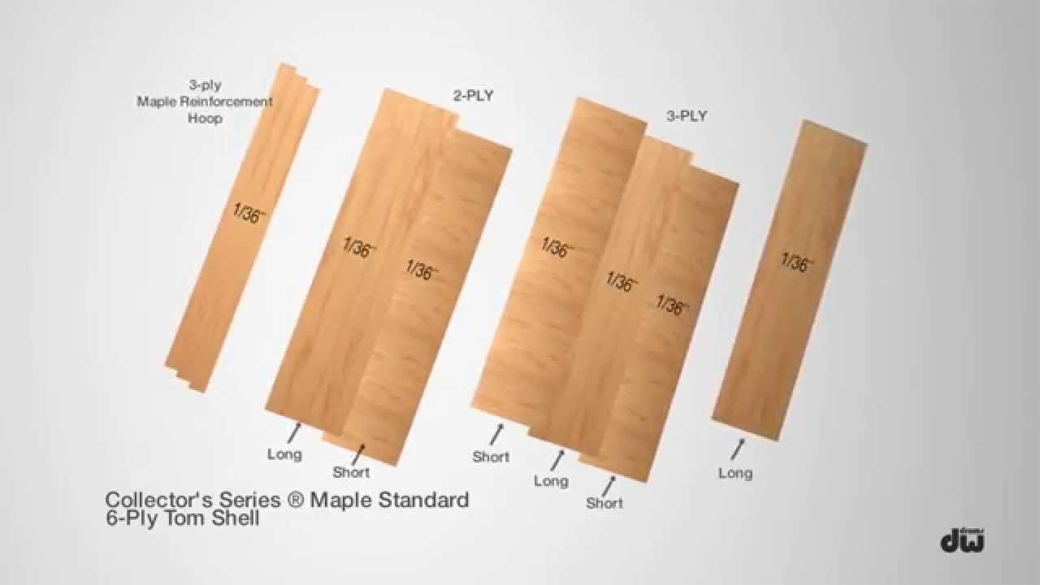 3-ply
Maple Reinforcement
Hoop
2-PLY
3-PLY
1/36"
1/36"
1/36"
1/36"
1/36"
1/36"
1/36"
Long
Short
Short
Long
Short
Long
Collector's Series ® Maple Standard
6-Ply Tom Shell
drums
dw